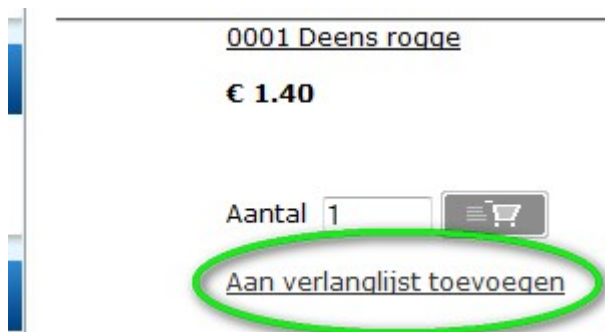 0001 Deens rogge
€ 1.40
Aantal 1
Aan verlanglijst toevoegen